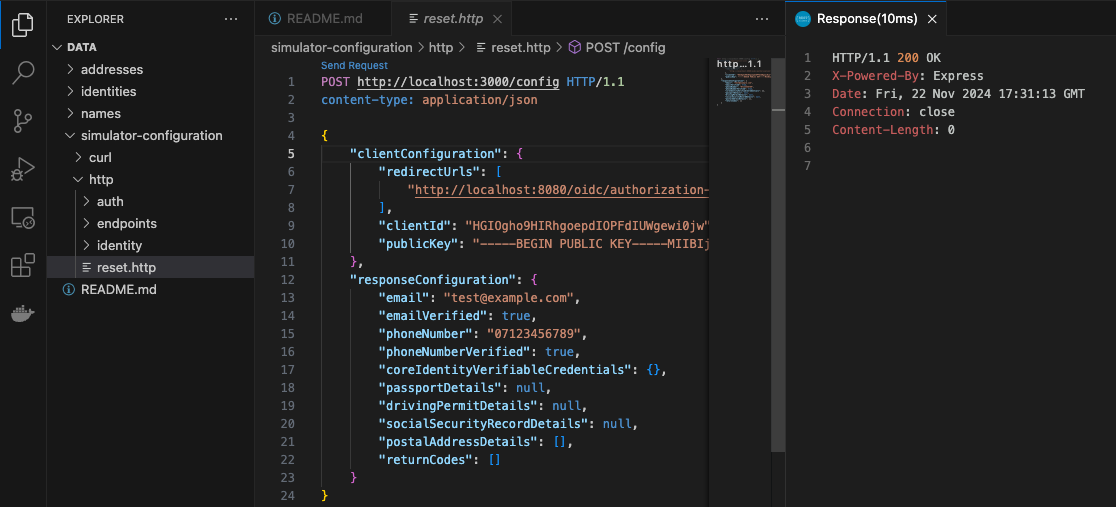 EXPLORER
DATA
addresses
identities
names
simulator-configuration
curl
http
auth
endpoints
identity
reset.http
README.md
README.md
reset.http
simulator-configuration > http > reset.http > POST /config
Send Request
1 POST http://localhost:3000/config HTTP/1.1
2 content-type: application/json
3
4 {
5 "clientConfiguration": {
6 "redirectUrls": [
7 "http://localhost:8080/oidc/authorization-
8 ],
9 "clientId": "HGIOgho9HIRhgoepdIOPFdIUWgewi0jw"
10 "publicKey": "-----BEGIN PUBLIC KEY-----MIIBIj
11 },
12 "responseConfiguration": {
13 "email": "test@example.com",
14 "emailVerified": true,
15 "phoneNumber": "07123456789",
16 "phoneNumberVerified": true,
17 "coreIdentityVerifiableCredentials": {},
18 "passportDetails": null,
19 "drivingPermitDetails": null,
20 "socialSecurityRecordDetails": null,
21 "postalAddressDetails": [],
22 "returnCodes": []
23 }
24 }
http...1.1
Response(10ms)
1 HTTP/1.1 200 OK
2 X-Powered-By: Express
3 Date: Fri, 22 Nov 2024 17:31:13 GMT
4 Connection: close
5 Content-Length: 0
6
7